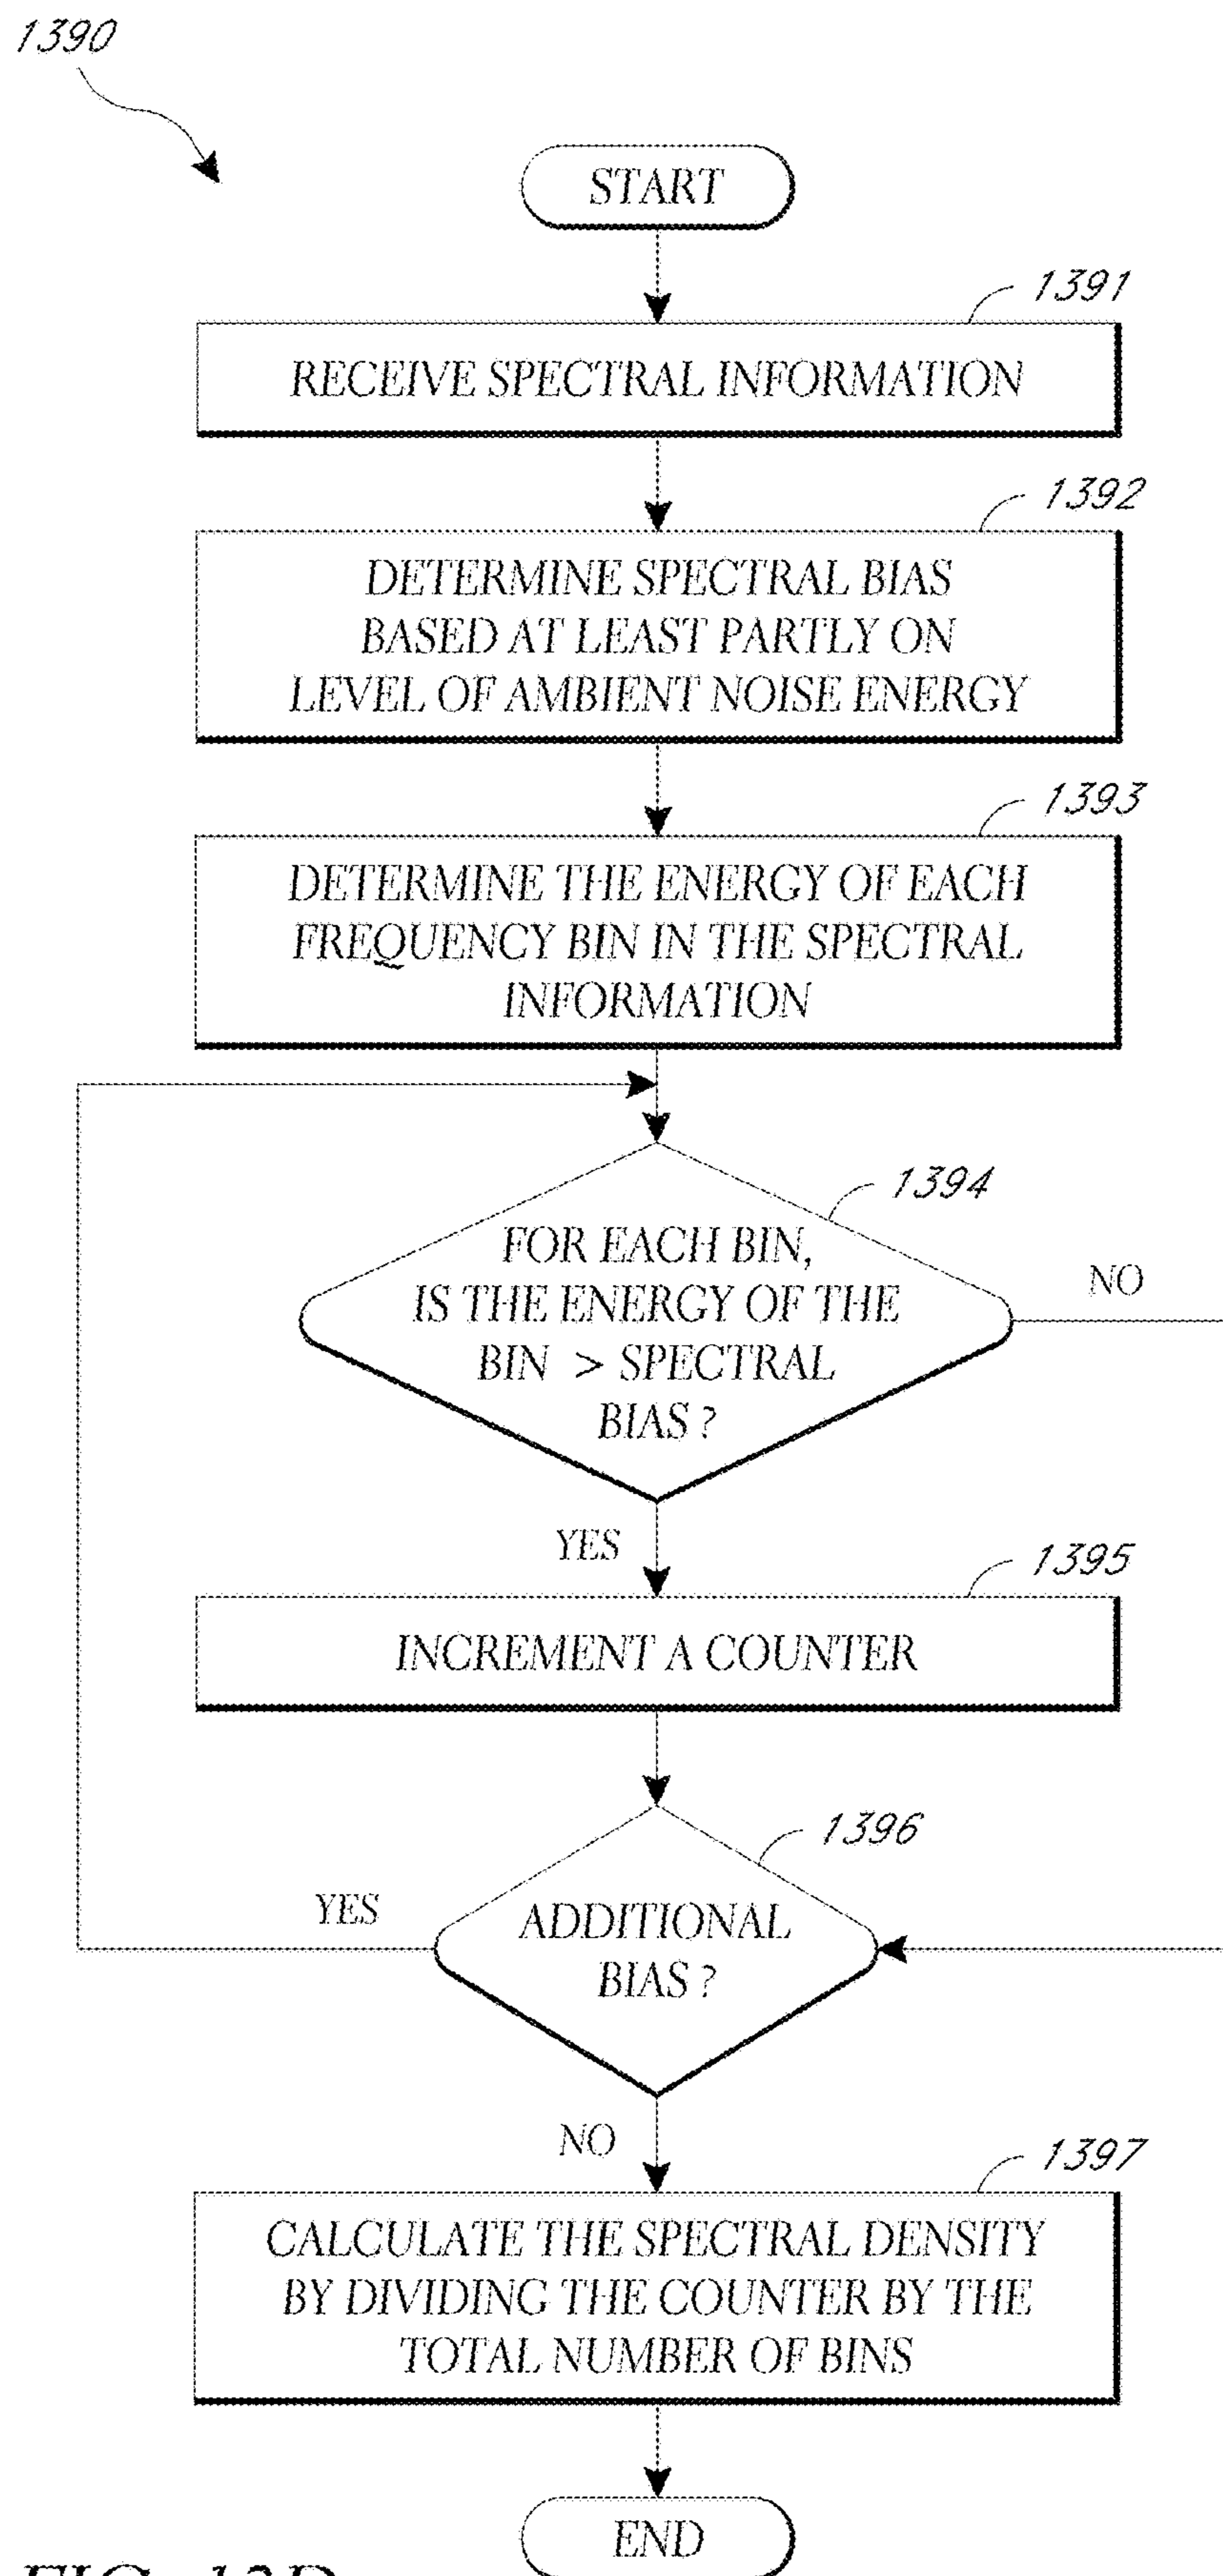 1390
START
1391
RECEIVE SPECTRAL INFORMATION
1392
DETERMINE SPECTRAL BIAS
BASED AT LEAST PARTLY ON
LEVEL OF AMBIENT NOISE ENERGY
1393
DETERMINE THE ENERGY OF EACH
FREQUENCY BIN IN THE SPECTRAL
INFORMATION
1394
FOR EACH BIN,
IS THE ENERGY OF THE
BIN > SPECTRAL
BIAS ?
NO
YES
1395
INCREMENT A COUNTER
1396
YES
ADDITIONAL
BIAS ?
NO
1397
CALCULATE THE SPECTRAL DENSITY
BY DIVIDING THE COUNTER BY THE
TOTAL NUMBER OF BINS
END